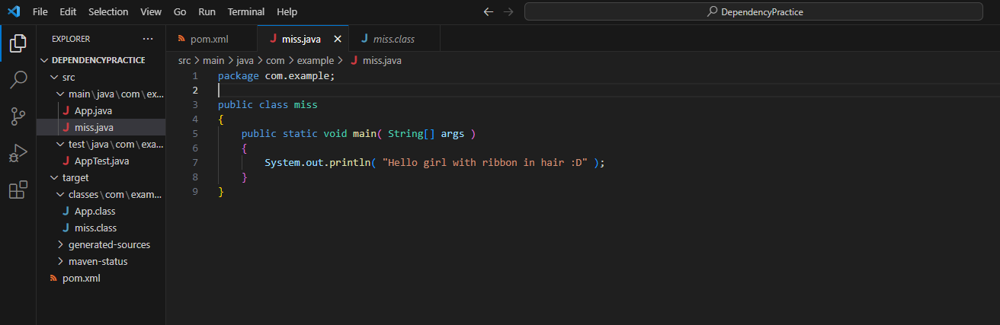 File Edit Selection View Go Run Terminal Help
DependencyPractice
EXPLORER
pom.xml
miss.java
miss.class
DEPENDENCYPRACTICE
src > main > java > com > example > miss.java
src
main\java\com\ex...
App.java
miss.java
test\java\com\exa...
AppTest.java
target
classes\com\exam...
App.class
miss.class
generated-sources
maven-status
pom.xml
1 package com.example;
2
3 public class miss
4 {
5 public static void main( String[] args )
6 {
7 System.out.println( "Hello girl with ribbon in hair :D" );
8 }
9 }